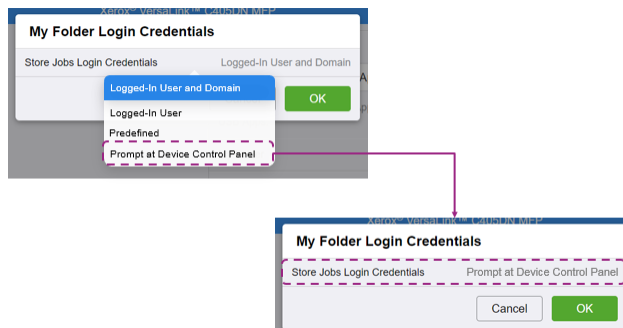 Xerox® VersaLink™ C405DN MFP
My Folder Login Credentials
Store Jobs Login Credentials Logged-In User and Domain
Logged-In User and Domain
OK
Logged-In User
Predefined
Prompt at Device Control Panel
Xerox® VersaLink™ C405DN MFP
My Folder Login Credentials
Store Jobs Login Credentials Prompt at Device Control Panel
Cancel OK